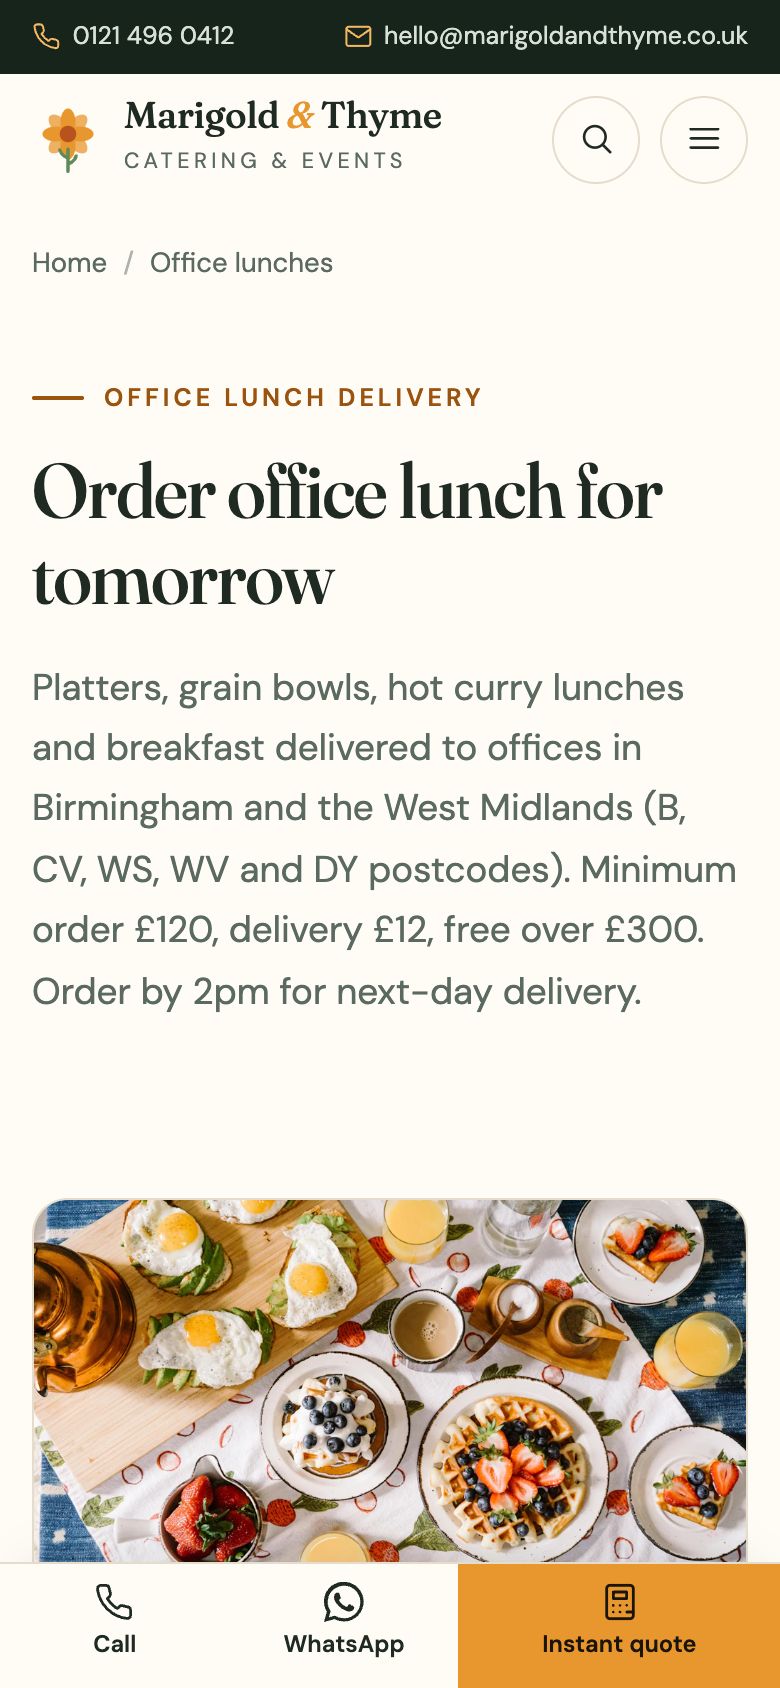 0121 496 0412
hello@marigoldandthyme.co.uk
Marigold & Thyme
CATERING & EVENTS
Home / Office lunches
OFFICE LUNCH DELIVERY
Order office lunch for
tomorrow
Platters, grain bowls, hot curry lunches
and breakfast delivered to offices in
Birmingham and the West Midlands (B,
CV, WS, WV and DY postcodes). Minimum
order £120, delivery £12, free over £300.
Order by 2pm for next-day delivery.
Call
WhatsApp
Instant quote